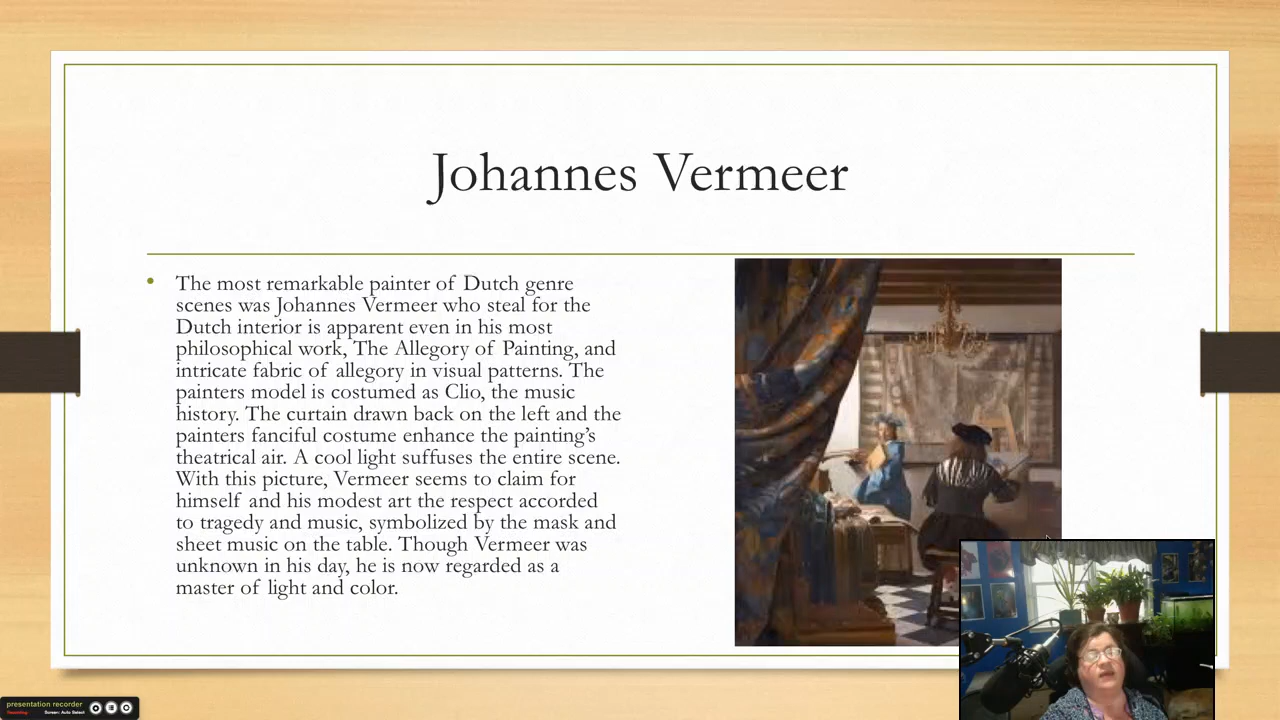 Johannes Vermeer
The most remarkable painter of Dutch genre
scenes was Johannes Vermeer who steal for the
Dutch interior is apparent even in his most
philosophical work, The Allegory of Painting, and
intricate fabric of allegory in visual patterns. The
painters model is costumed as Clio, the music
history. The curtain drawn back on the left and the
painters fanciful costume enhance the painting's
theatrical air. A cool light suffuses the entire scene.
With this picture, Vermeer seems to claim for
himself and his modest art the respect accorded
to tragedy and music, symbolized by the mask and
sheet music on the table. Though Vermeer was
unknown in his day, he is now regarded as a
master of light and color.
presentation recorder
Screen: Auto Select